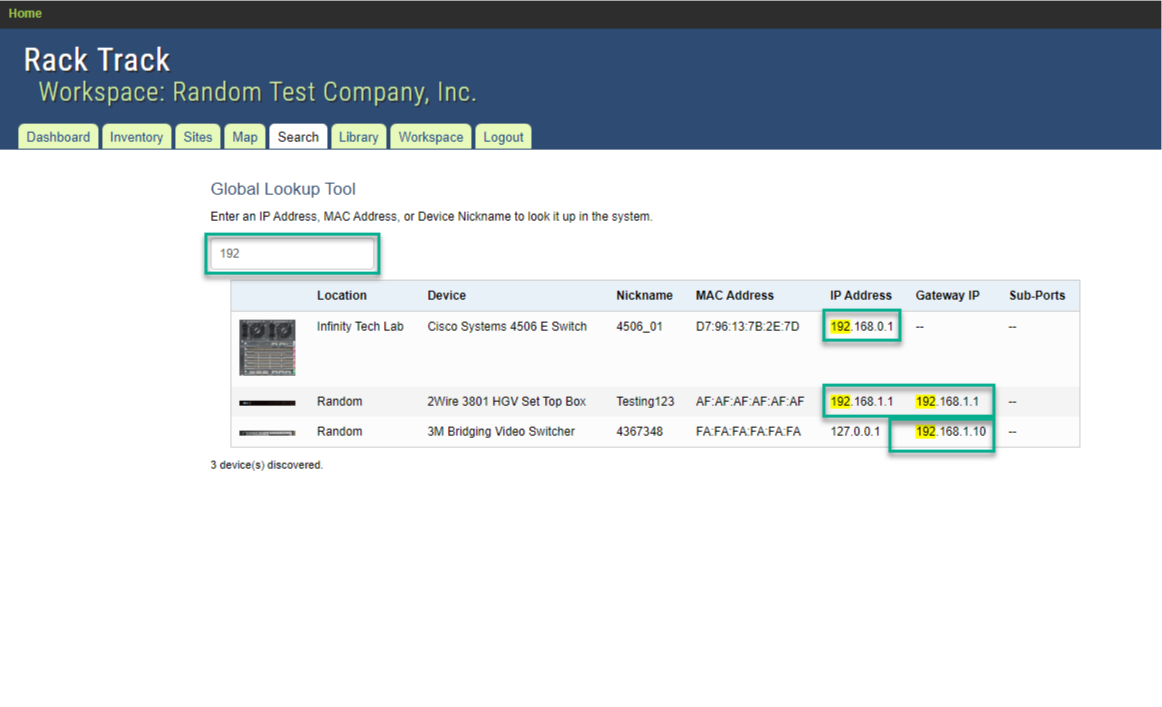 Home
Rack Track
Workspace: Random Test Company, Inc.
Dashboard Inventory Sites Map Search Library Workspace Logout
Global Lookup Tool
Enter an IP Address, MAC Address, or Device Nickname to look it up in the system.
192
Location Device Nickname MAC Address IP Address Gateway IP Sub-Ports
Infinity Tech Lab Cisco Systems 4506 E Switch 4506_01 D7:96:13:7B:2E:7D 192.168.0.1 -- --
Random 2Wire 3801 HGV Set Top Box Testing123 AF:AF:AF:AF:AF:AF 192.168.1.1 192.168.1.1 --
Random 3M Bridging Video Switcher 4367348 FA:FA:FA:FA:FA:FA 127.0.0.1 192.168.1.10 --
3 device(s) discovered.